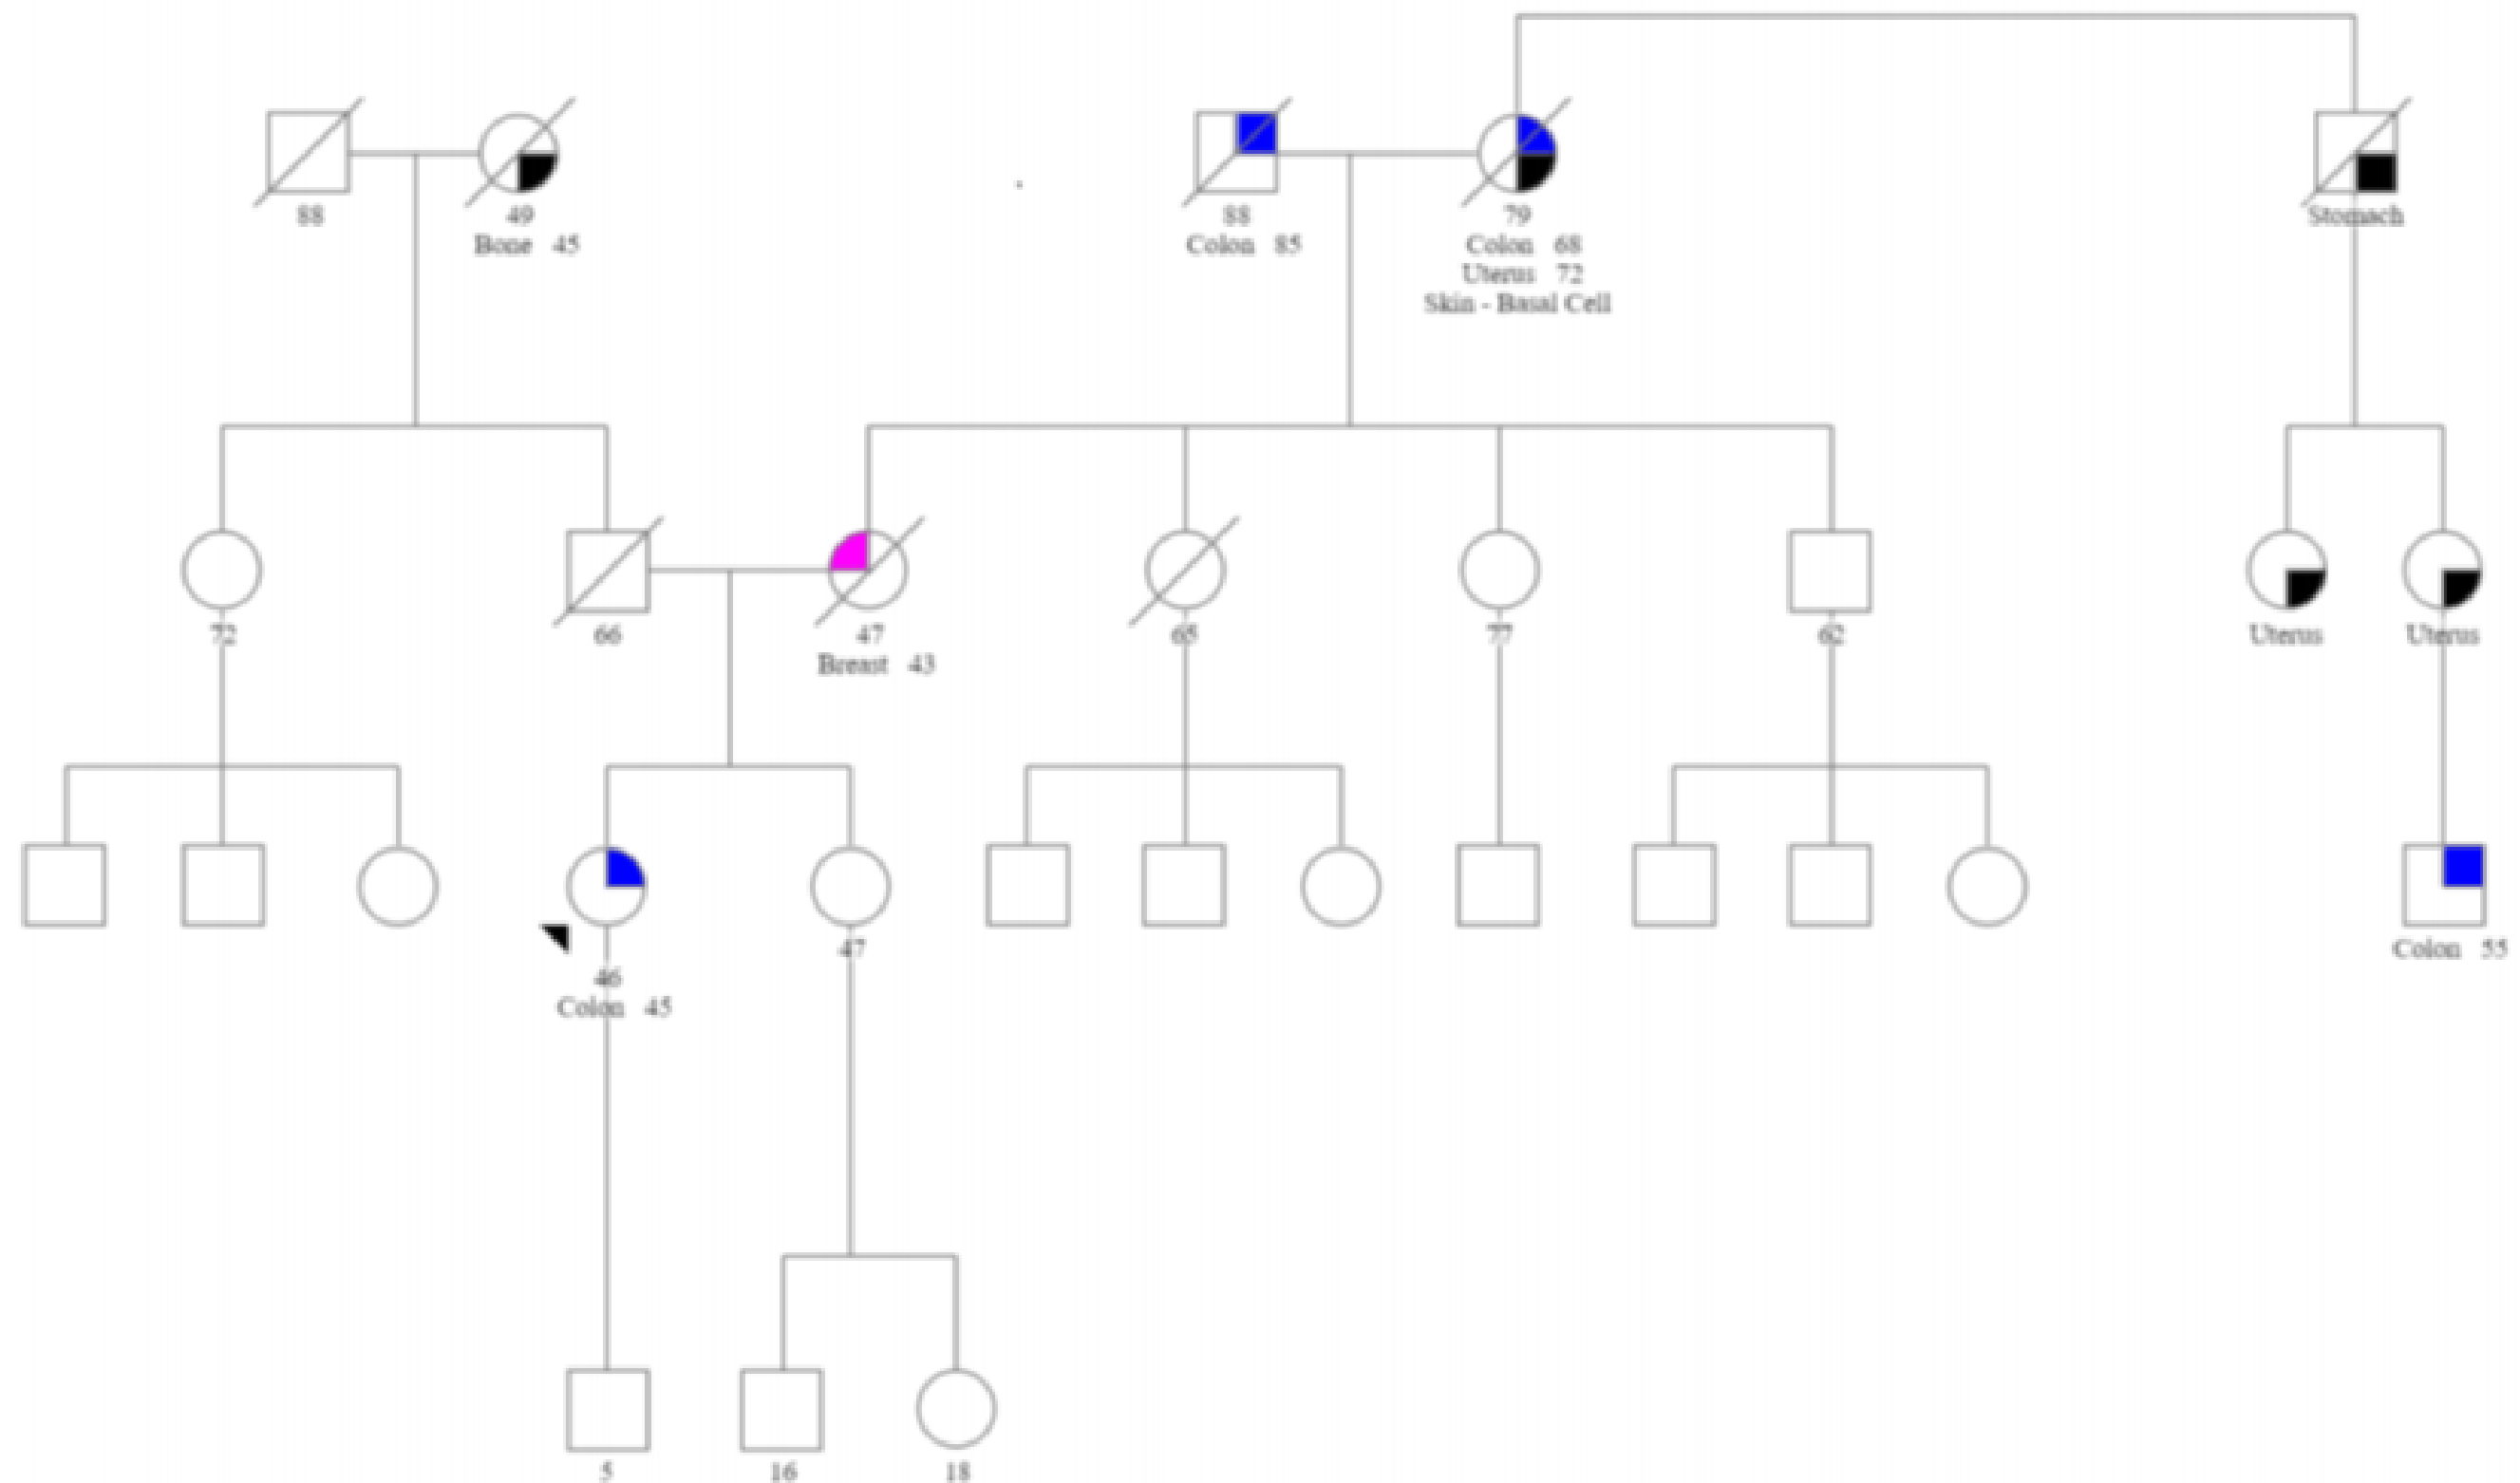 88
49
Bone 45
88
Colon 85
79
Colon 68
Uterus 72
Skin - Basal Cell
Stomach
72
66
47
Breast 43
65
77
62
Uterus
Uterus
46
Colon 45
47
Colon 55
5
16
18